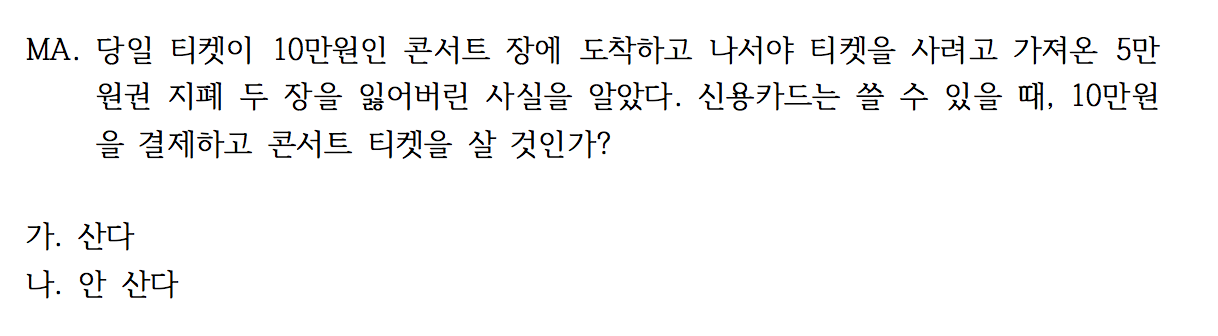 MA. 당일 티켓이 10만원인 콘서트 장에 도착하고 나서야 티켓을 사려고 가져온 5만
원권 지폐 두 장을 잃어버린 사실을 알았다. 신용카드는 쓸 수 있을 때, 10만원
을 결제하고 콘서트 티켓을 살 것인가?
가. 산다
나. 안 산다